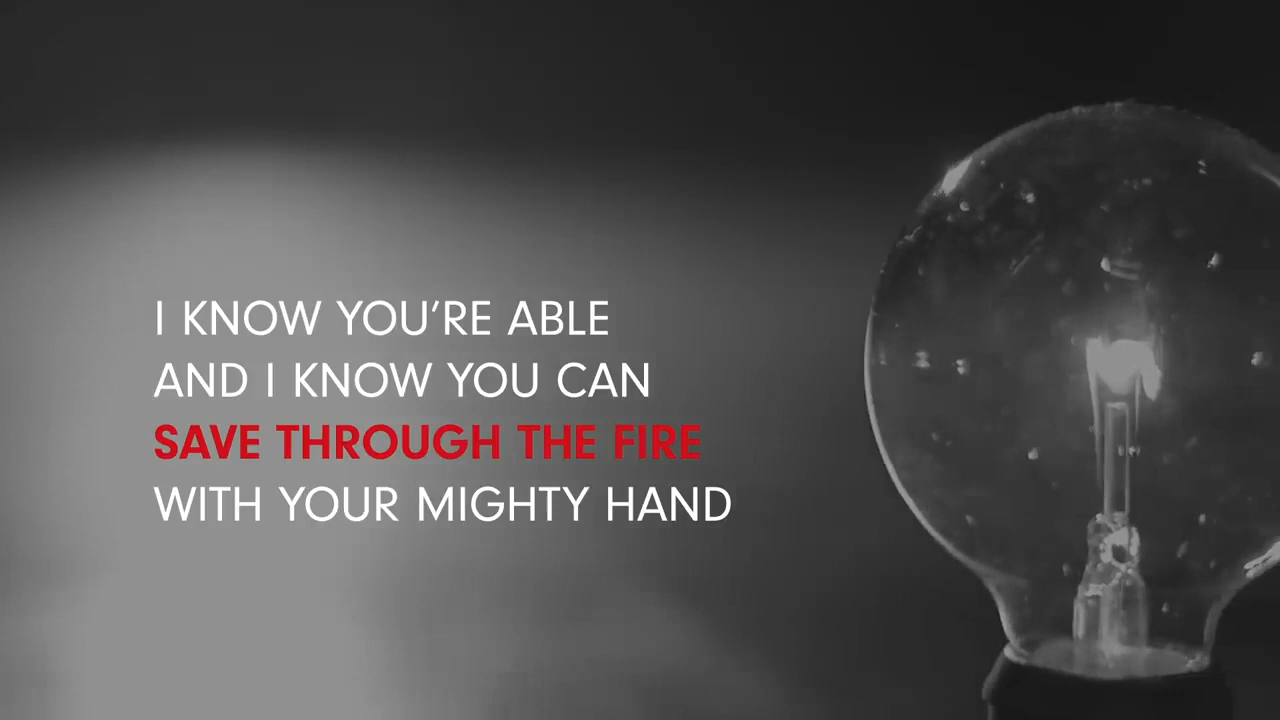 I KNOW YOU’RE ABLE
AND I KNOW YOU CAN
SAVE THROUGH THE FIRE
WITH YOUR MIGHTY HAND